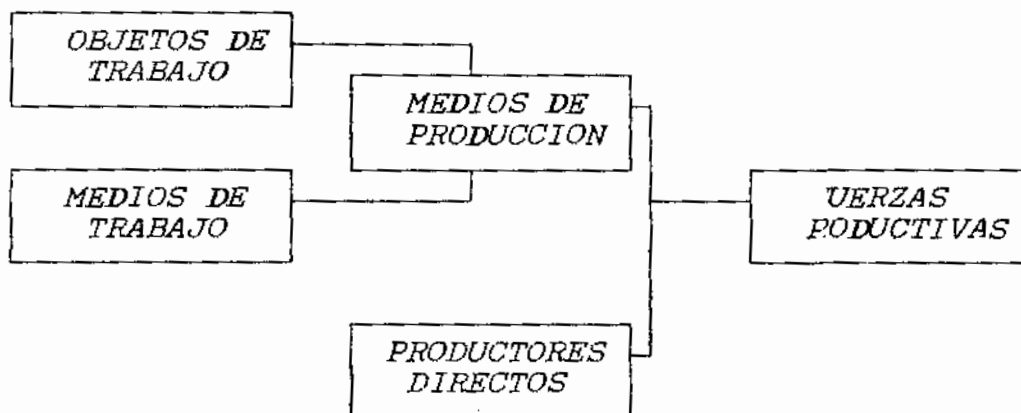 OBJETOS DE
TRABAJO
MEDIOS DE
PRODUCCION
MEDIOS DE
TRABAJO
UERZAS
PODUCTIVAS
PRODUCTORES
DIRECTOS